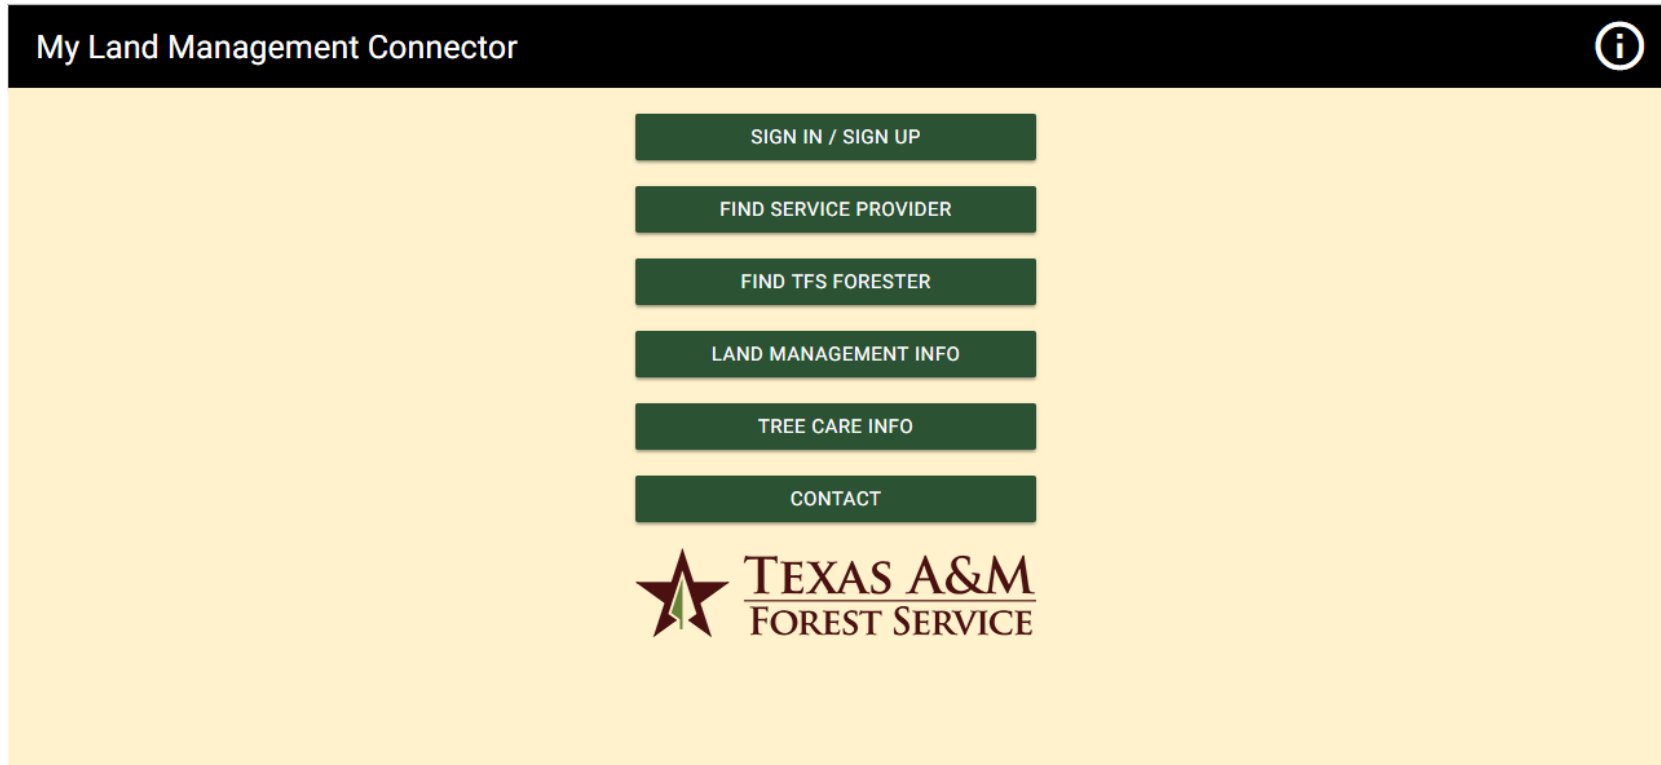 My Land Management Connector
SIGN IN / SIGN UP
FIND SERVICE PROVIDER
FIND TFS FORESTER
LAND MANAGEMENT INFO
TREE CARE INFO
CONTACT
TEXAS A&M
FOREST SERVICE